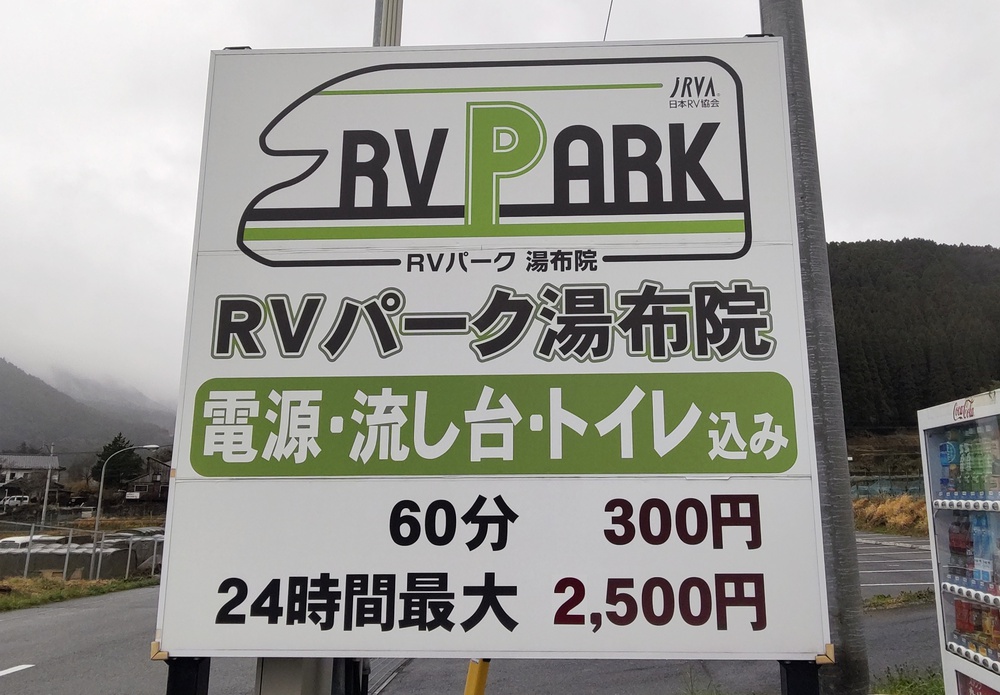 JRVA
日本RV協会
RV PARK
RVパーク 湯布院
RVパーク湯布院
電源・流し台・トイレ込み
60分 300円
24時間最大 2,500円
Coca-Cola